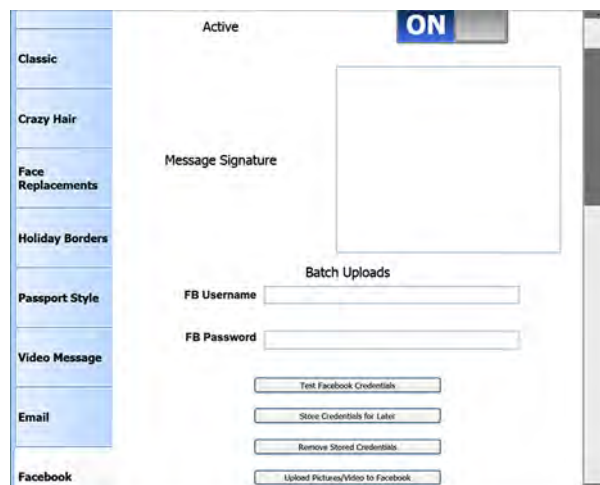 Active
ON
Classic
Crazy Hair
Face
Replacements
Holiday Borders
Passport Style
Video Message
Email
Facebook
Message Signature
Batch Uploads
FB Username
FB Password
Test Facebook Credentials
Store Credentials for Later
Remove Stored Credentials
Upload Pictures/Video to Facebook